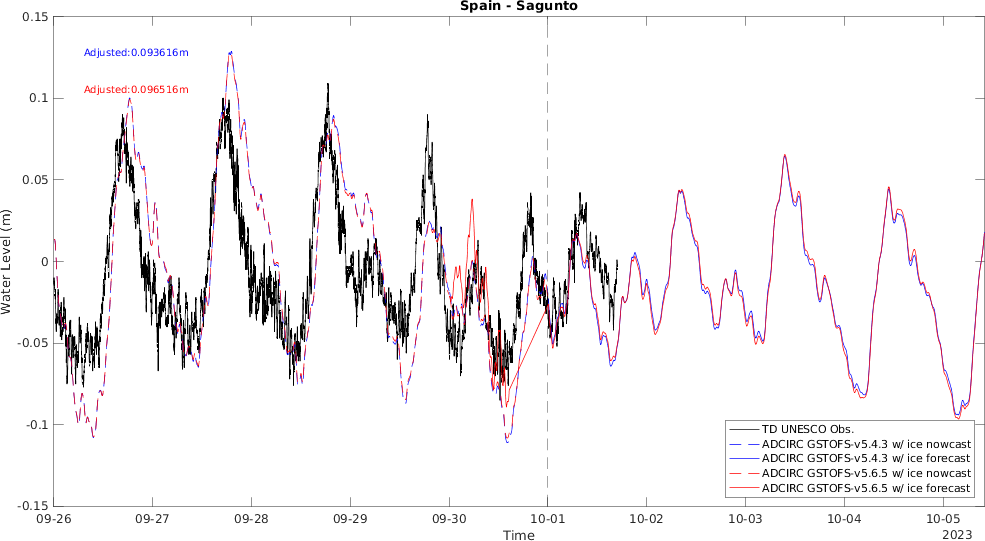 Spain - Sagunto
0.15
0.1
0.05
0
-0.05
-0.1
-0.15
Water Level (m)
Adjusted:0.093616m
Adjusted:0.096516m
TD UNESCO Obs.
ADCIRC GSTOFS-v5.4.3 w/ ice nowcast
ADCIRC GSTOFS-v5.4.3 w/ ice forecast
ADCIRC GSTOFS-v5.6.5 w/ ice nowcast
ADCIRC GSTOFS-v5.6.5 w/ ice forecast
09-26 09-27 09-28 09-29 09-30 10-01 10-02 10-03 10-04 10-05
Time
2023